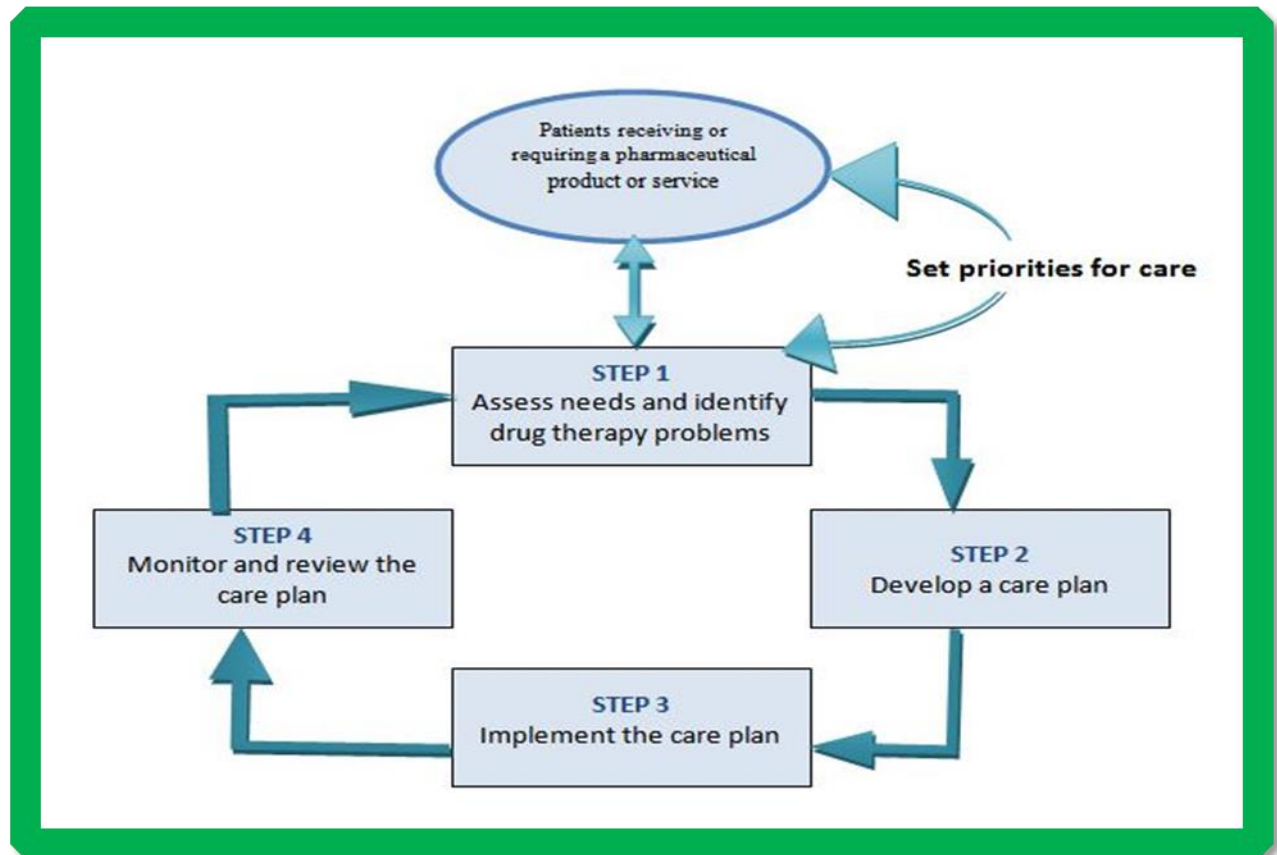 Patients receiving or
requiring a pharmaceutical
product or service
Set priorities for care
STEP 1
Assess needs and identify
drug therapy problems
STEP 2
Develop a care plan
STEP 3
Implement the care plan
STEP 4
Monitor and review the
care plan